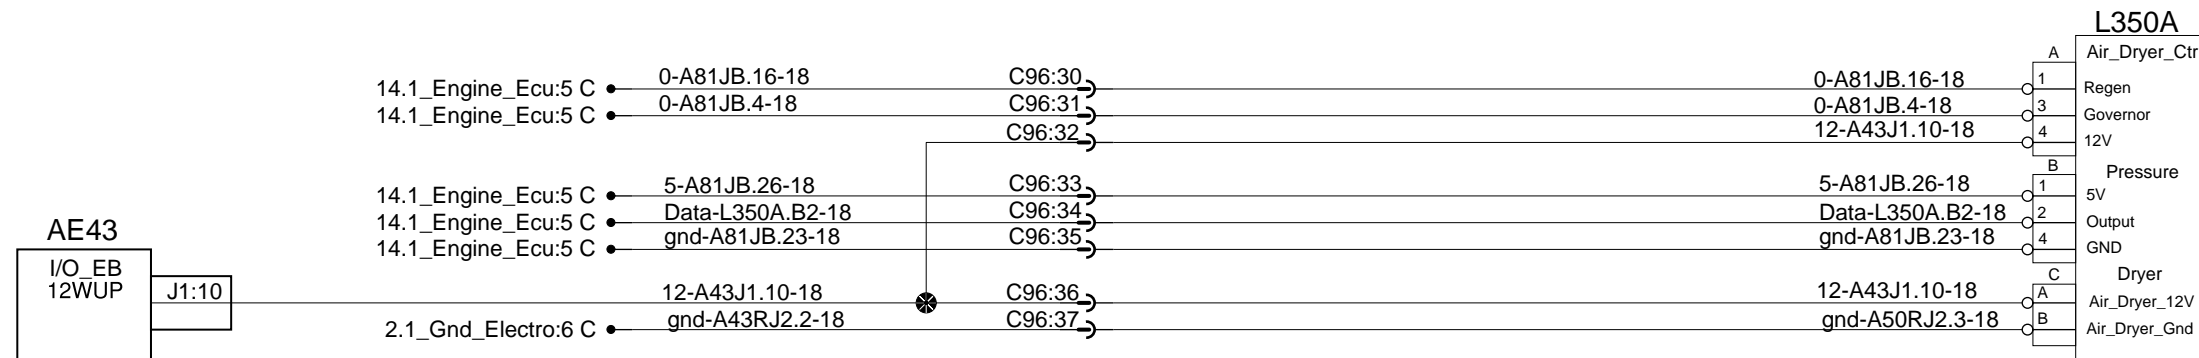 L350A
A Air_Dryer_Ctr
14.1_Engine_Ecu:5 C 0-A81JB.16-18 C96:30 0-A81JB.16-18 1 Regen
14.1_Engine_Ecu:5 C 0-A81JB.4-18 C96:31 0-A81JB.4-18 3 Governor
C96:32 12-A43J1.10-18 4 12V
B Pressure
14.1_Engine_Ecu:5 C 5-A81JB.26-18 C96:33 5-A81JB.26-18 1 5V
14.1_Engine_Ecu:5 C Data-L350A.B2-18 C96:34 Data-L350A.B2-18 2 Output
14.1_Engine_Ecu:5 C gnd-A81JB.23-18 C96:35 gnd-A81JB.23-18 4 GND
AE43
I/O_EB
12WUP
J1:10
C Dryer
12-A43J1.10-18 C96:36 12-A43J1.10-18 A Air_Dryer_12V
2.1_Gnd_Electro:6 C gnd-A43RJ2.2-18 C96:37 gnd-A50RJ2.3-18 B Air_Dryer_Gnd